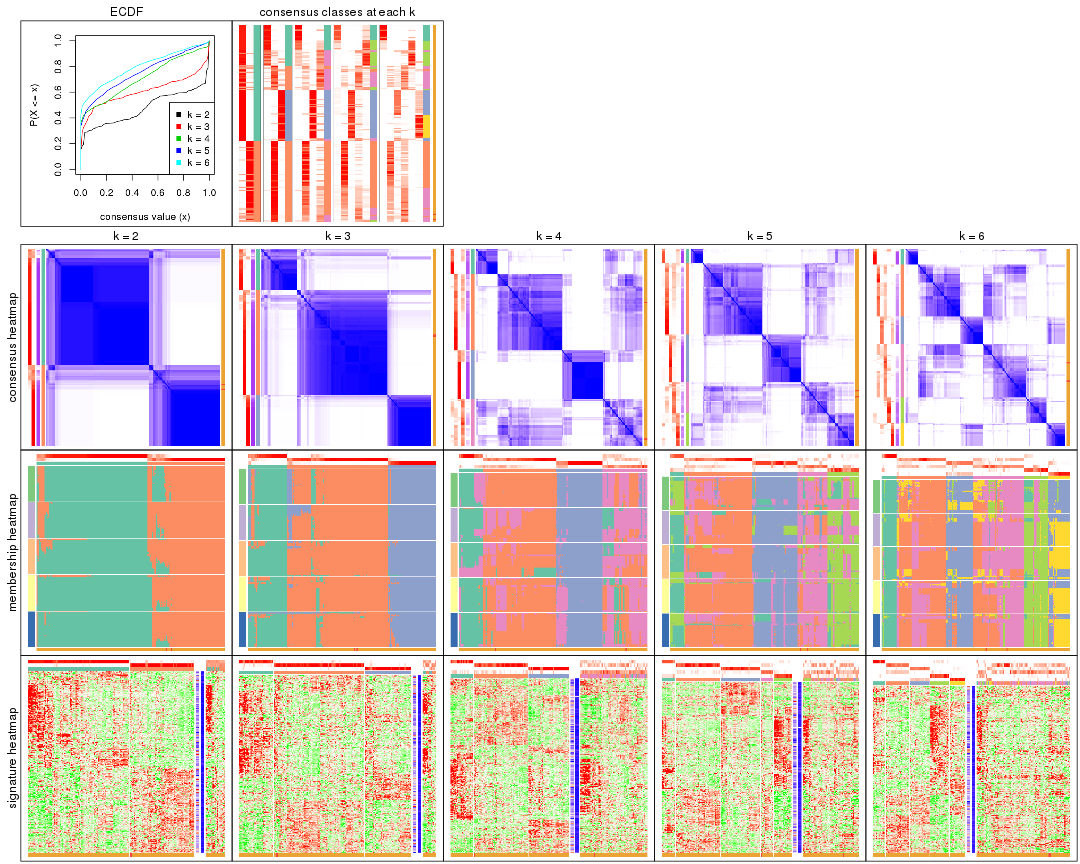 ECDF
consensus classes at each k
P(X <= x)
1.0
0.8
0.6
0.4
0.2
0.0
k = 2
k = 3
k = 4
k = 5
k = 6
0.0 0.2 0.4 0.6 0.8 1.0
consensus value (x)
k = 2
k = 3
k = 4
k = 5
k = 6
consensus heatmap
membership heatmap
signature heatmap